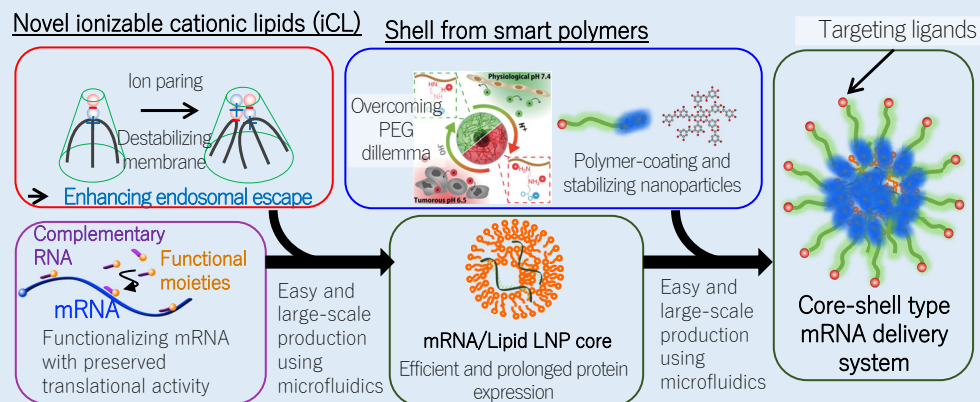 Novel ionizable cationic lipids (iCL)
Ion paring
Destabilizing
membrane
Enhancing endosomal escape
Shell from smart polymers
Overcoming
PEG
dilemma
Physiological pH 7.4
H⁺
OH⁻
Tumorous pH 6.5
Polymer-coating and
stabilizing nanoparticles
Targeting ligands
Complementary
RNA
Functional
moieties
mRNA
Functionalizing mRNA
with preserved
translational activity
Easy and
large-scale
production
using
microfluidics
mRNA/Lipid LNP core
Efficient and prolonged protein
expression
Easy and
large-scale
production
using
microfluidics
Core-shell type
mRNA delivery
system